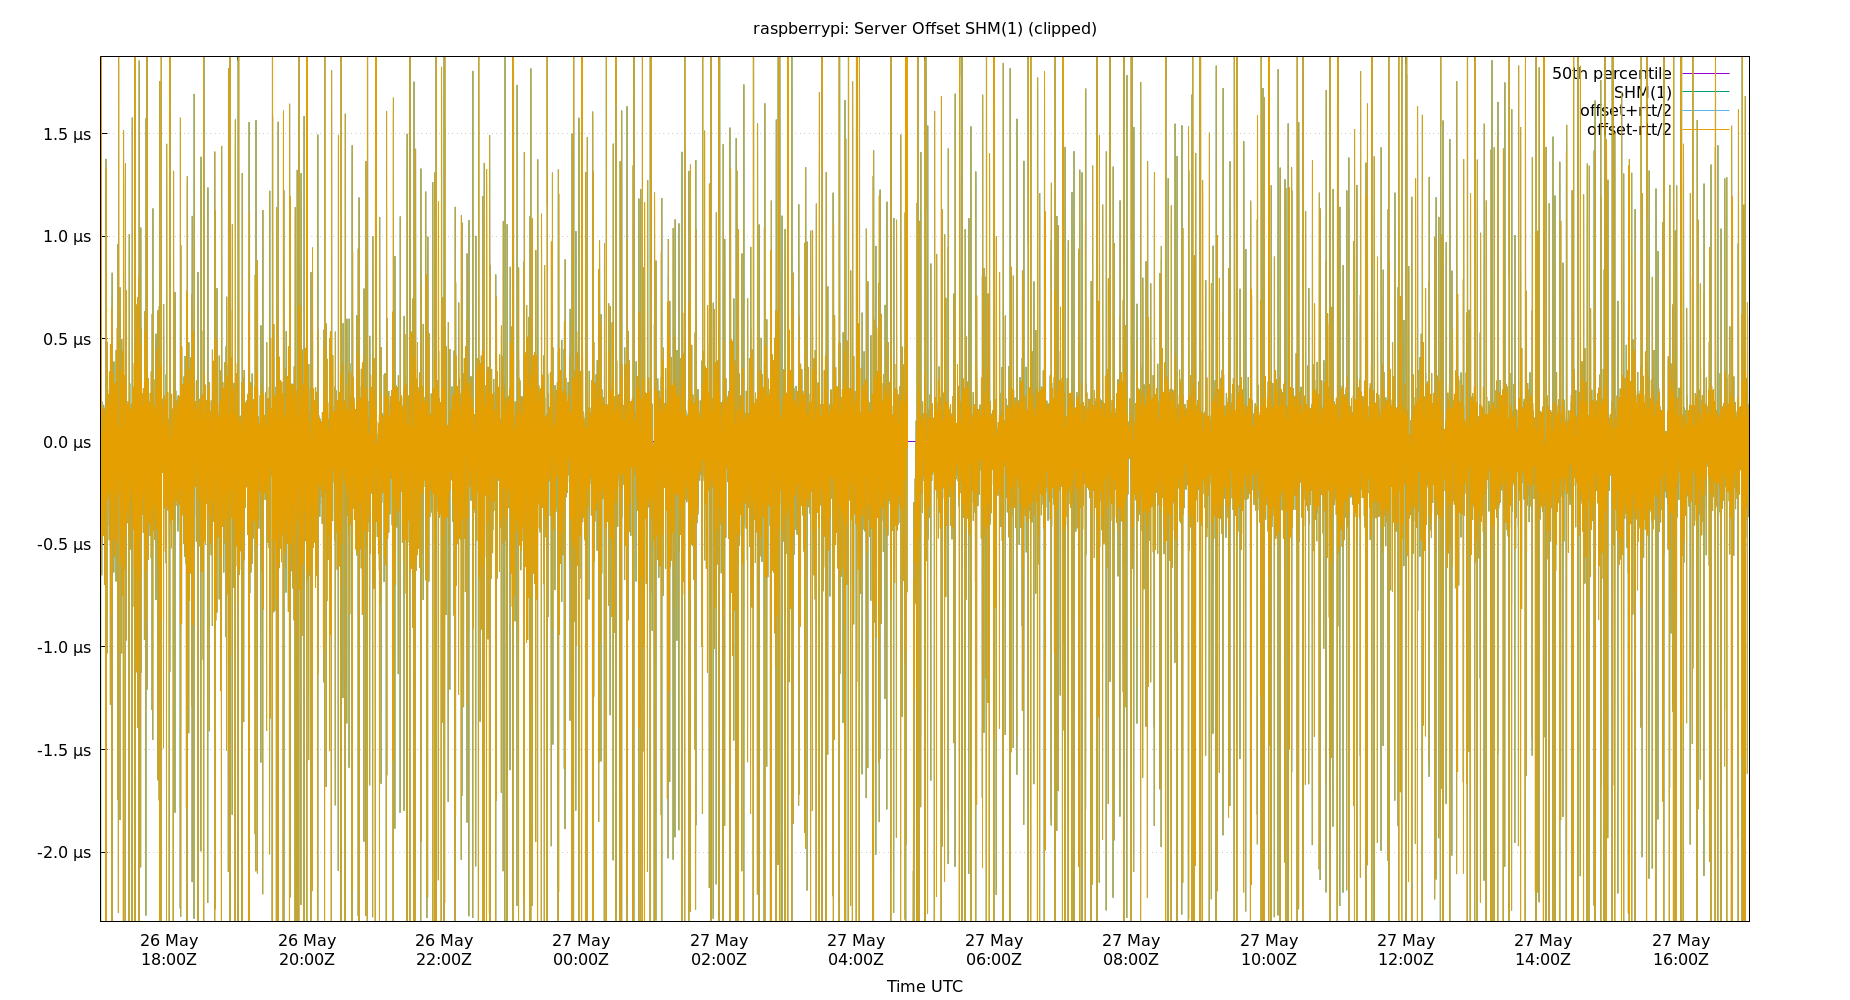 raspberrypi: Server Offset SHM(1) (clipped)
50th percentile
SHM(1)
offset+rtt/2
offset-rtt/2
1.5 µs
1.0 µs
0.5 µs
0.0 µs
-0.5 µs
-1.0 µs
-1.5 µs
-2.0 µs
26 May 26 May 26 May 27 May 27 May 27 May 27 May 27 May 27 May 27 May 27 May 27 May
18:00Z 20:00Z 22:00Z 00:00Z 02:00Z 04:00Z 06:00Z 08:00Z 10:00Z 12:00Z 14:00Z 16:00Z
Time UTC